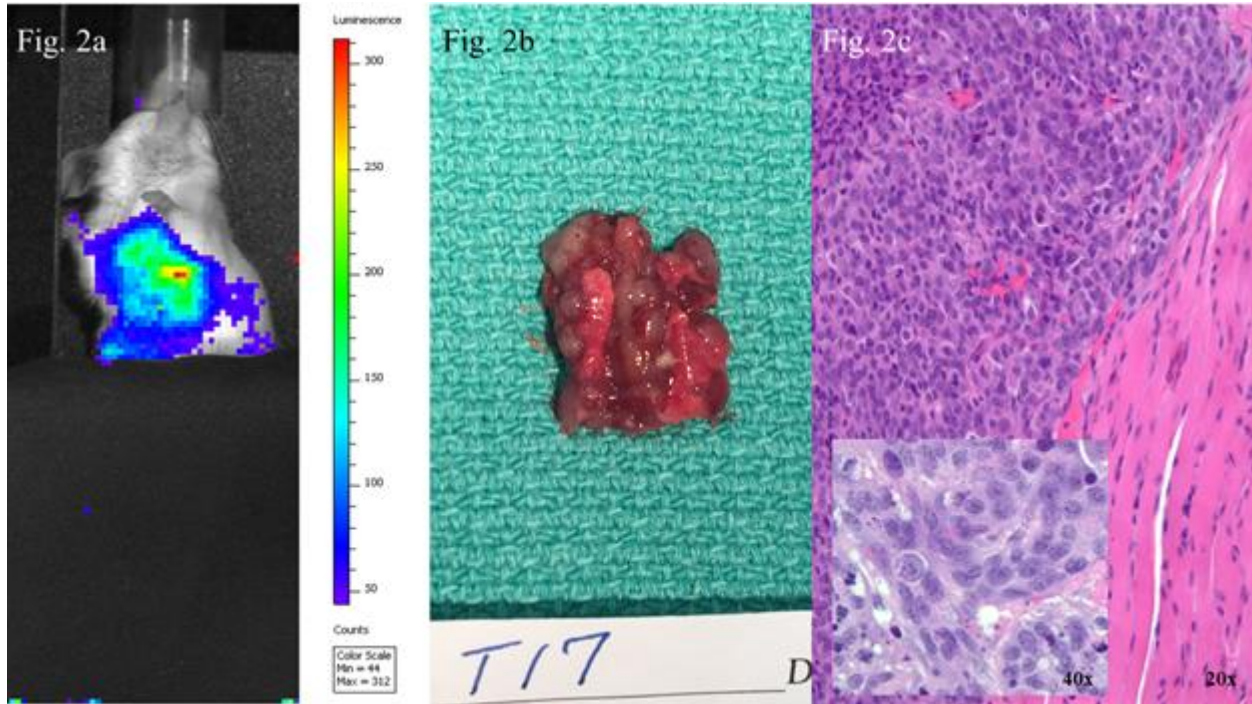 Fig. 2a
Luminescence
300
250
200
150
100
50
Counts
Color Scale
Min = 44
Max = 312
Fig. 2b
T17
D
Fig. 2c
40x
20x